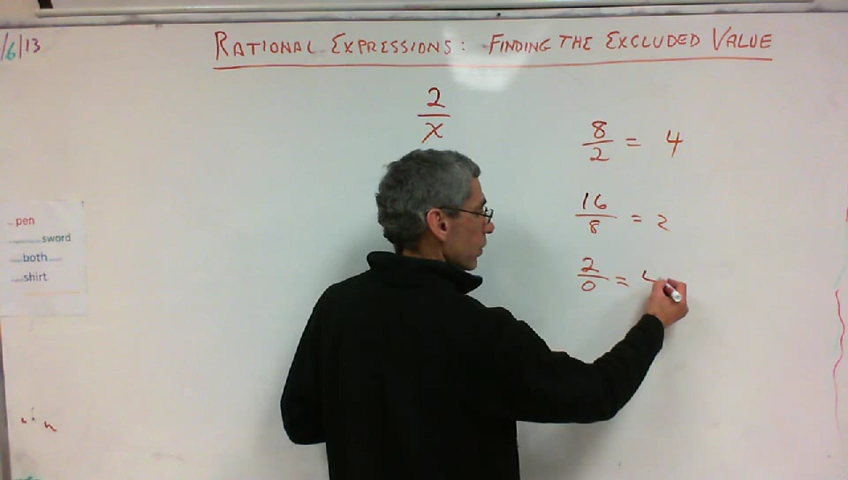 /6/13
RATIONAL EXPRESSIONS: FINDING THE EXCLUDED VALUE
2
x
8/2 = 4
16/8 = 2
2/0 =
pen
sword
both
shirt